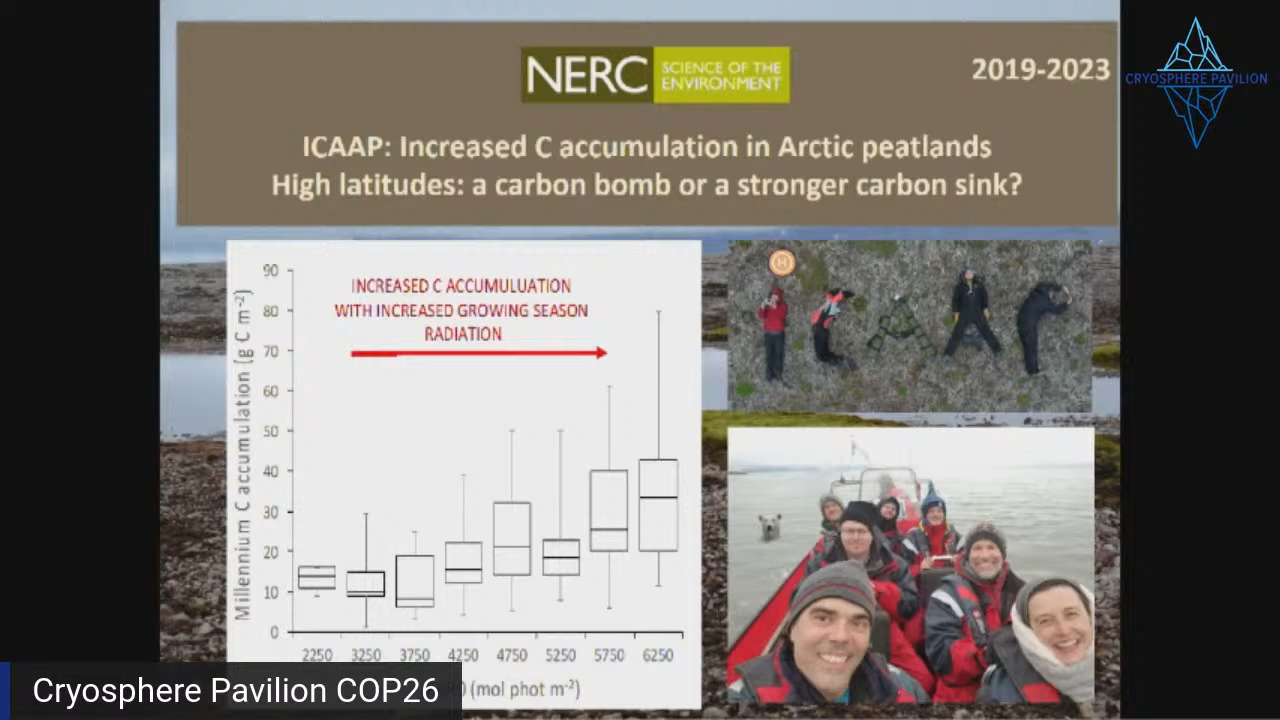 NERC SCIENCE OF THE ENVIRONMENT
2019-2023
CRYOSPHERE PAVILION
ICAAP: Increased C accumulation in Arctic peatlands
High latitudes: a carbon bomb or a stronger carbon sink?
INCREASED C ACCUMULUATION
WITH INCREASED GROWING SEASON
RADIATION
Millennium C accumulation (g C m-2)
90
80
70
60
50
40
30
20
10
0
2250 3250 3750 4250 4750 5250 5750 6250
(mol phot m-2)
H
ICAAP
Cryosphere Pavilion COP26